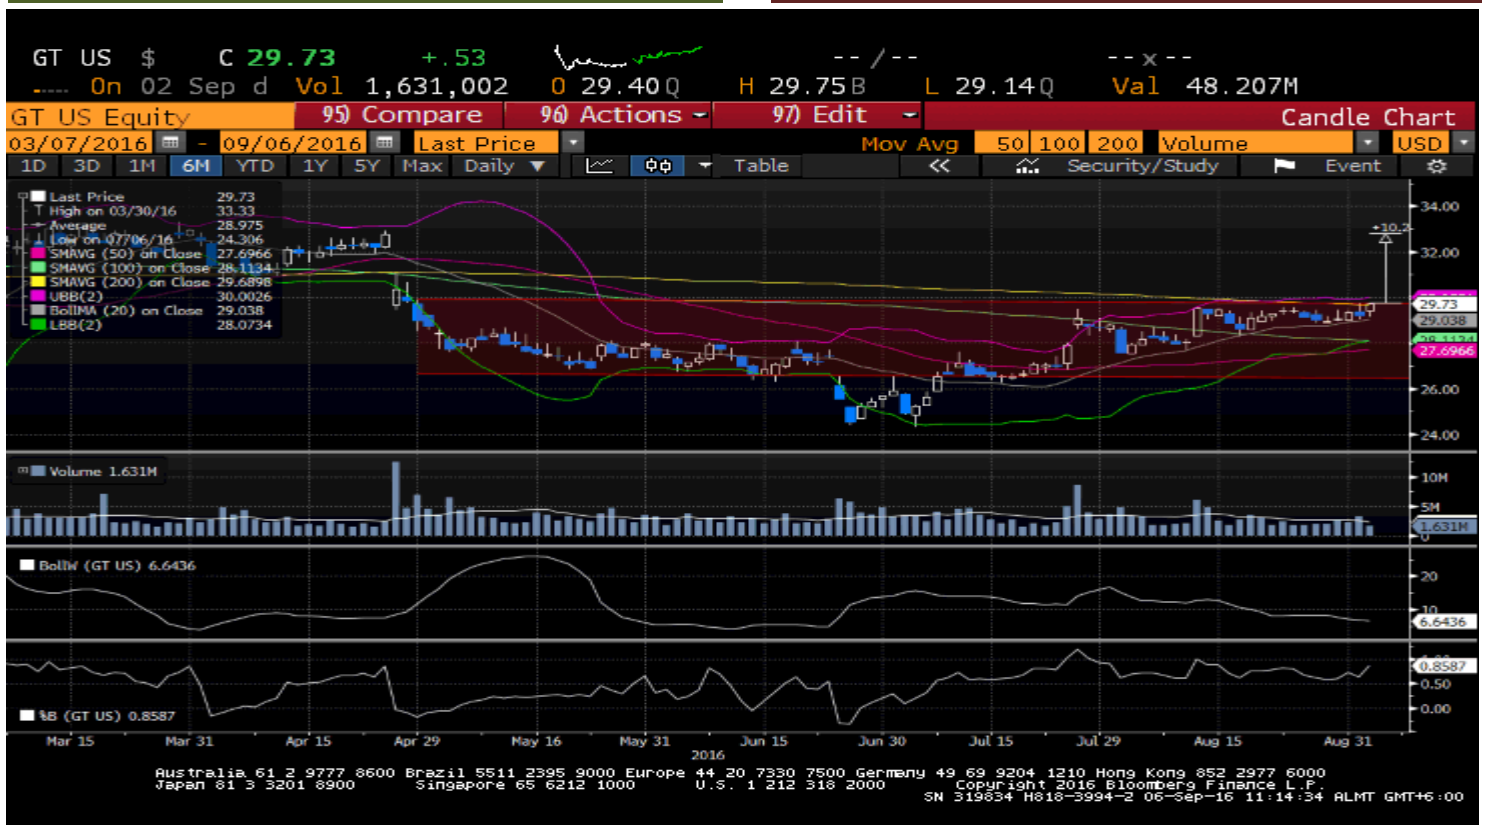 GT US $ C 29.73 +.53 --/-- --x--
On 02 Sep d Vol 1,631,002 O 29.40Q H 29.75B L 29.14Q Val 48.207M
GT US Equity 95) Compare 96) Actions 97) Edit Candle Chart
03/07/2016 - 09/06/2016 Last Price Mov Avg 50 100 200 Volume USD
1D 3D 1M 6M YTD 1Y 5Y Max Daily ▼ Table « Security/Study Event
Last Price 29.73
High on 03/30/16 33.33
Average 28.975
Low on 07/06/16 24.306
SMAVG (50) on Close 27.6966
SMAVG (100) on Close 28.1134
SMAVG (200) on Close 29.6898
UBB(2) 30.0026
BollMA (20) on Close 29.038
LBB(2) 28.0734
34.00
+10.2
32.00
29.73
29.038
28.1134
27.6966
26.00
24.00
Volume 1.631M
10M
5M
1.631M
0
BollW (GT US) 6.6436
20
10
6.6436
0.8587
0.50
0.00
%B (GT US) 0.8587
Mar 15 Mar 31 Apr 15 Apr 29 May 16 May 31 Jun 15 Jun 30 Jul 15 Jul 29 Aug 15 Aug 31
2016
Australia 61 2 9777 8600 Brazil 5511 2395 9000 Europe 44 20 7330 7500 Germany 49 69 9204 1210 Hong Kong 852 2977 6000
Japan 81 3 3201 8900 Singapore 65 6212 1000 U.S. 1 212 318 2000 Copyright 2016 Bloomberg Finance L.P.
SN 319834 H818-3994-2 06-Sep-16 11:14:34 ALMT GMT+6:00